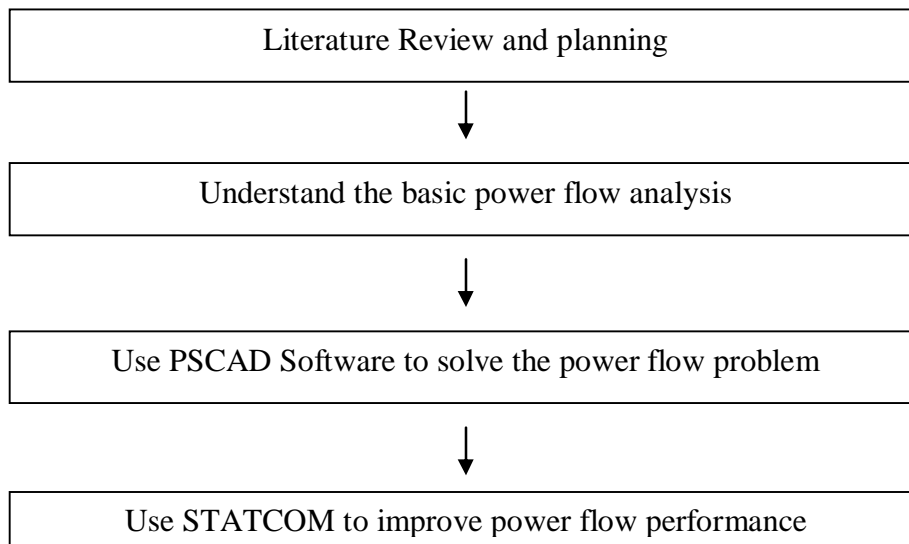 Literature Review and planning
Understand the basic power flow analysis
Use PSCAD Software to solve the power flow problem
Use STATCOM to improve power flow performance